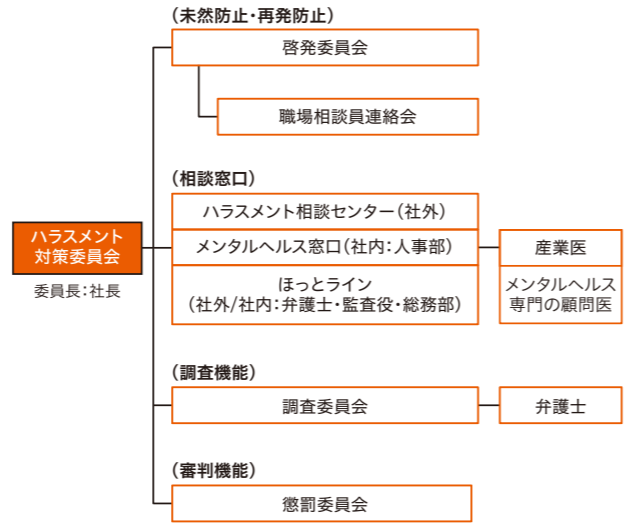 (未然防止・再発防止)
啓発委員会
職場相談員連絡会
(相談窓口)
ハラスメント相談センター(社外)
ハラスメント
対策委員会
委員長:社長
メンタルヘルス窓口(社内:人事部)
産業医
ほっとライン
(社外/社内:弁護士・監査役・総務部)
メンタルヘルス
専門の顧問医
(調査機能)
調査委員会
弁護士
(審判機能)
懲罰委員会